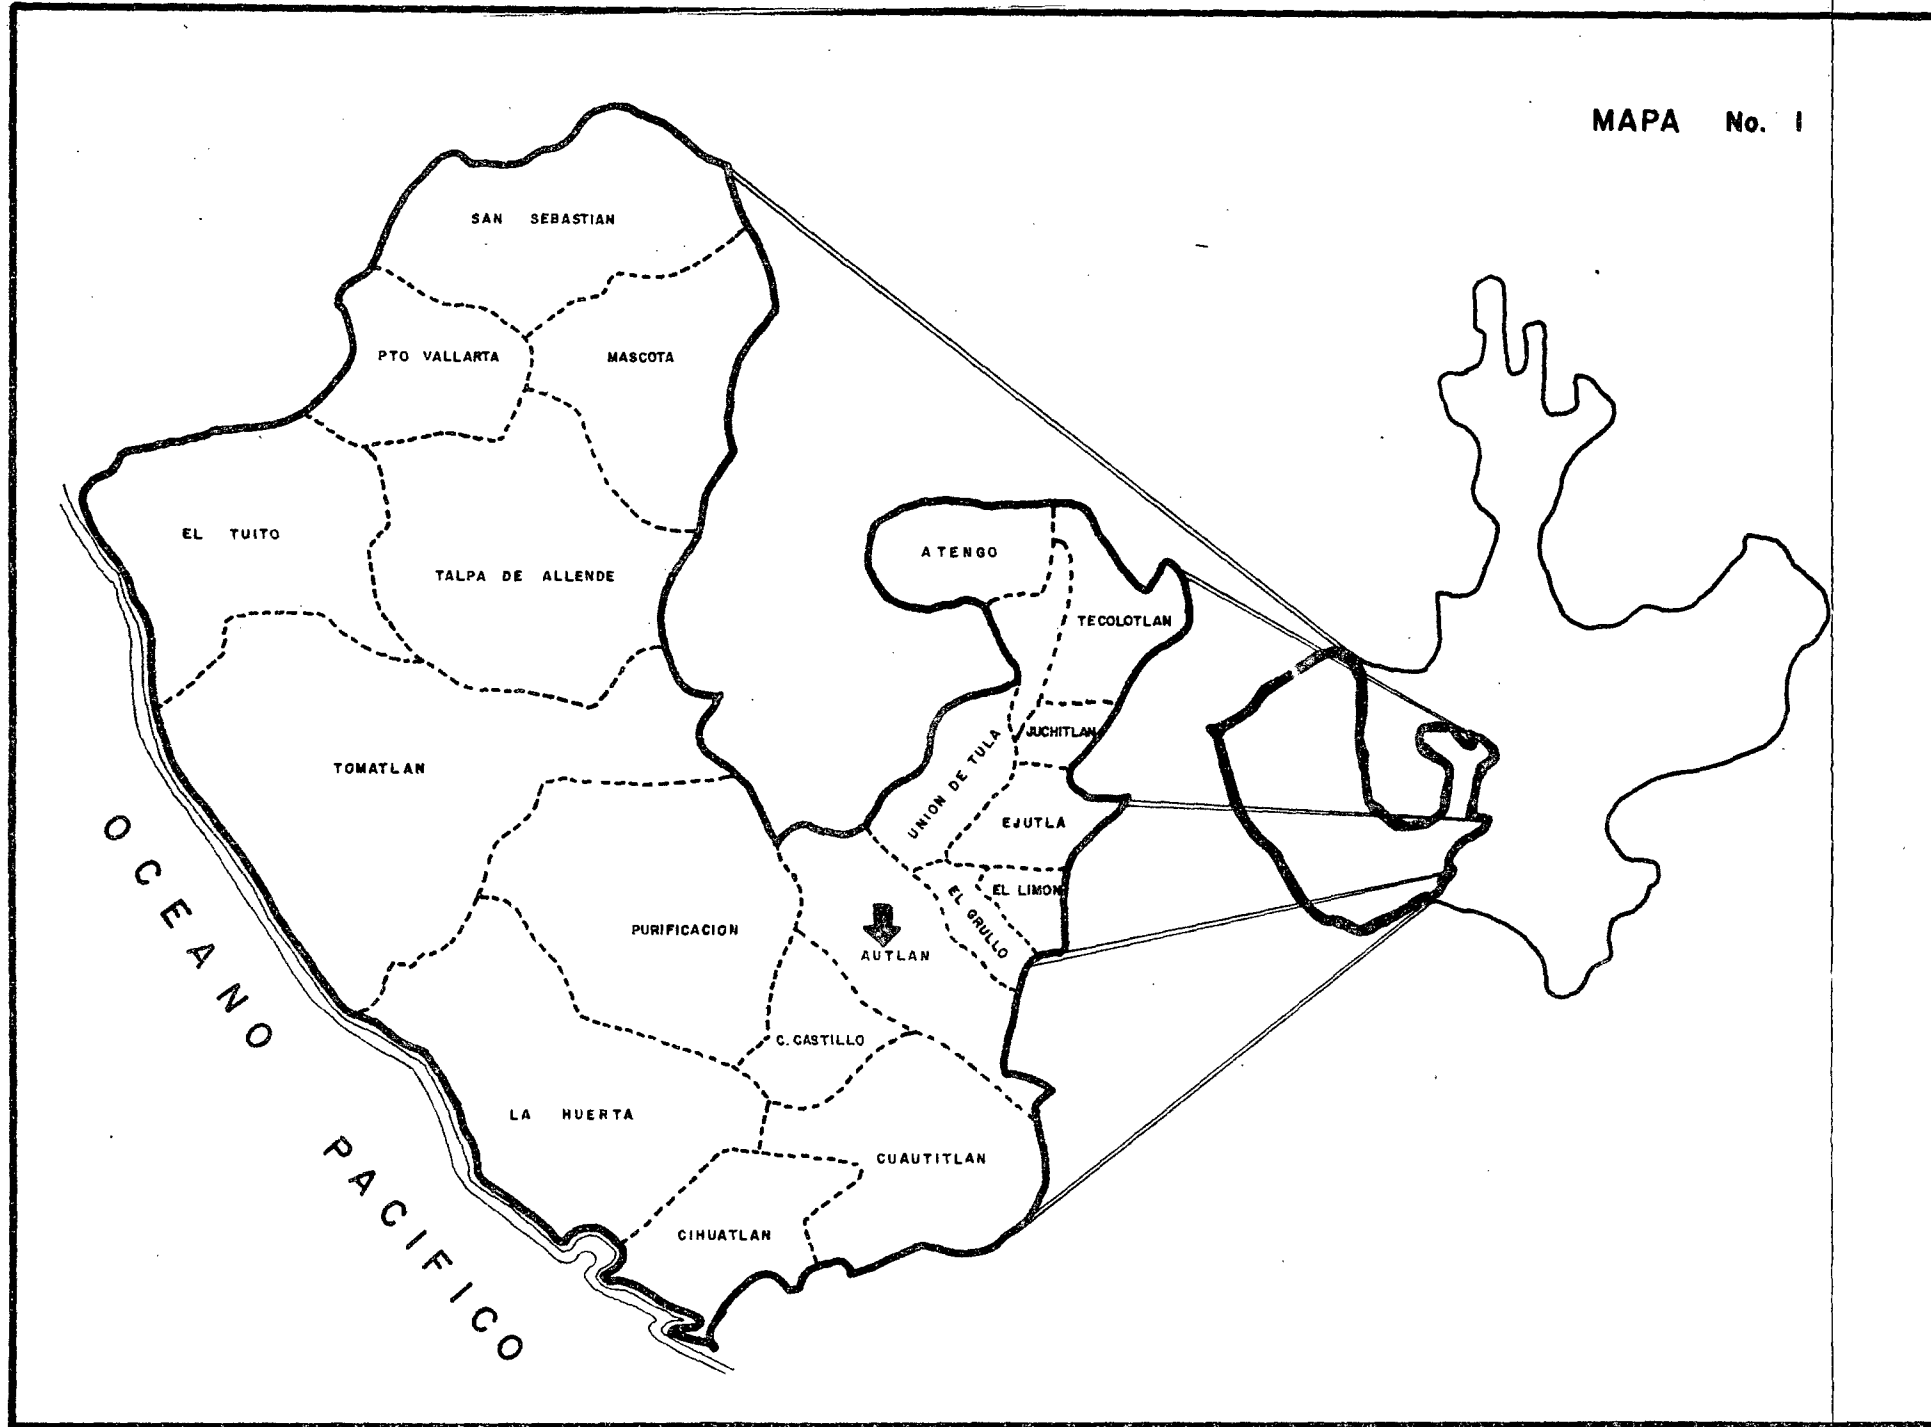 MAPA No. 1
SAN SEBASTIAN
PTO VALLARTA
MASCOTA
EL TUITO
TALPA DE ALLENDE
ATENGO
TECOLOTLAN
JUCHITLAN
UNION DE TULA
TOMATLAN
EJUTLA
EL LIMON
EL GRULLO
PURIFICACION
AUTLAN
C. CASTILLO
LA HUERTA
CUAUTITLAN
CIHUATLAN
OCEANO PACIFICO